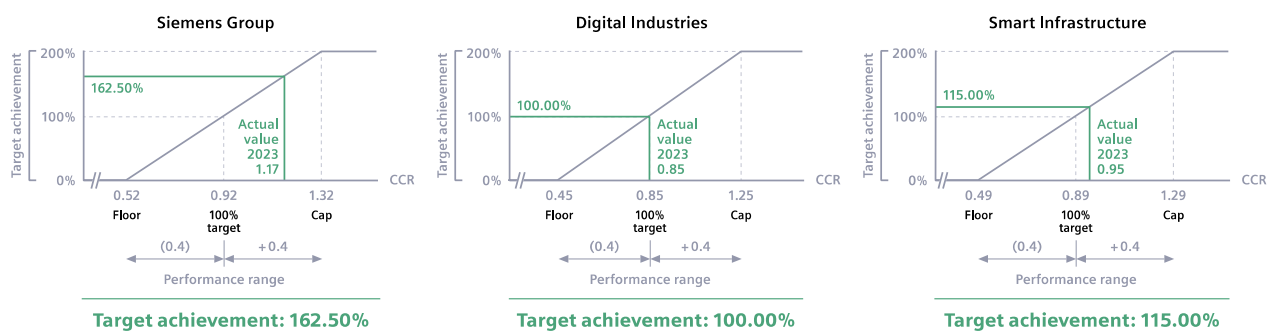 Siemens Group
Target achievement
200%
162.50%
100%
0%
Actual
value
2023
1.17
CCR
0.52
0.92
1.32
Floor
100%
target
Cap
(0.4)
+0.4
Performance range
Target achievement: 162.50%
Digital Industries
Target achievement
200%
100.00%
100%
0%
Actual
value
2023
0.85
CCR
0.45
0.85
1.25
Floor
100%
target
Cap
(0.4)
+0.4
Performance range
Target achievement: 100.00%
Smart Infrastructure
Target achievement
200%
115.00%
100%
0%
Actual
value
2023
0.95
CCR
0.49
0.89
1.29
Floor
100%
target
Cap
(0.4)
+0.4
Performance range
Target achievement: 115.00%